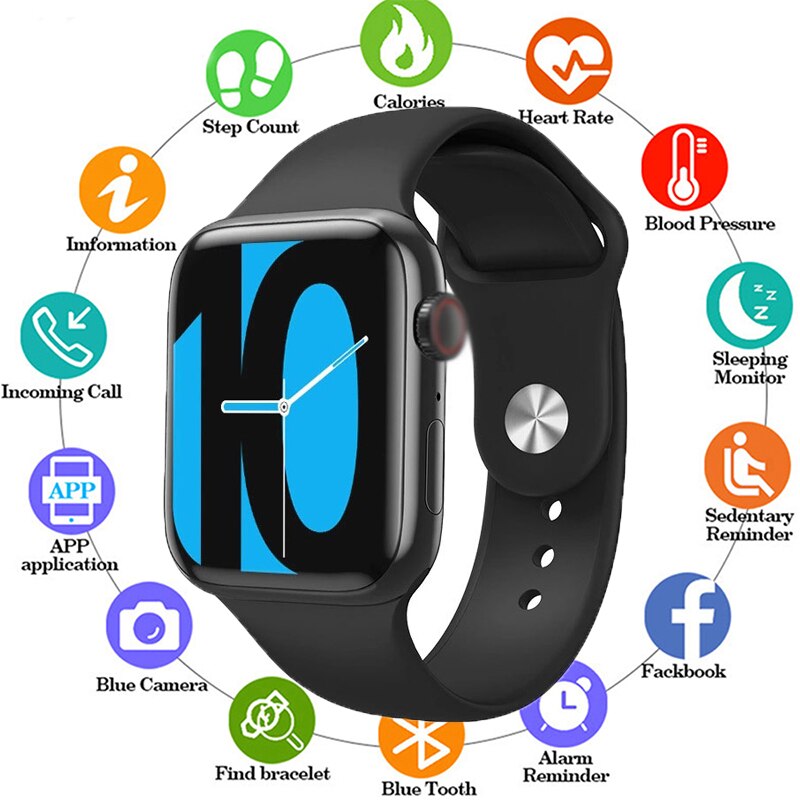 Calories
Step Count
Heart Rate
Imformation
Blood Pressure
10
Incoming Call
Sleeping
Monitor
APP
APP
application
Sedentary
Reminder
Blue Camera
f
Fackbook
Find bracelet
Blue Tooth
Alarm
Reminder
z
z
z